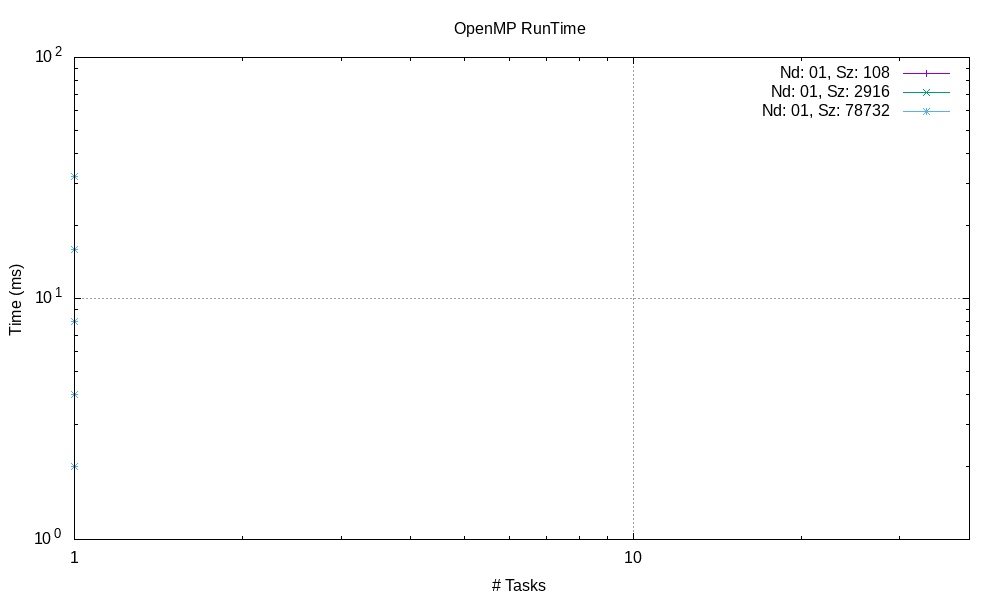 OpenMP RunTime
10^2
Nd: 01, Sz: 108
Nd: 01, Sz: 2916
Nd: 01, Sz: 78732
10^1
Time (ms)
10^0
1 10
# Tasks